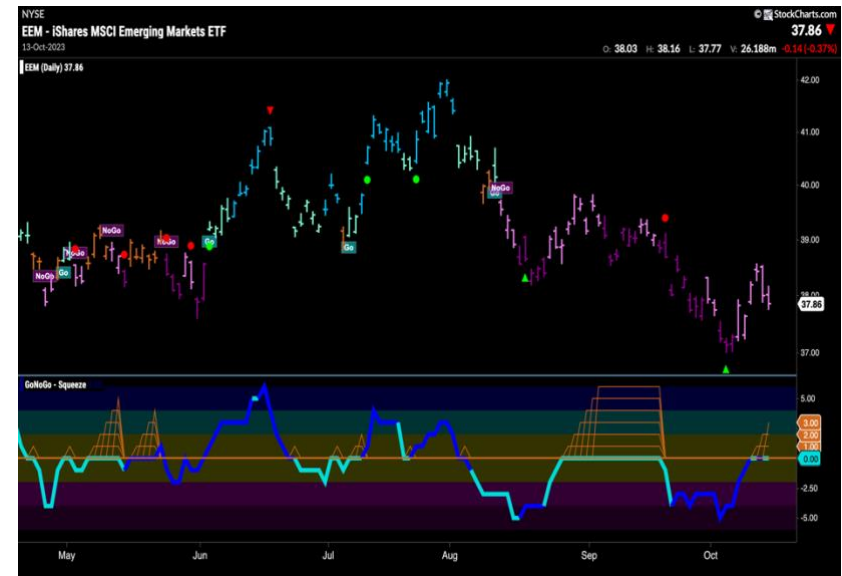 NYSE
© StockCharts.com
EEM - iShares MSCI Emerging Markets ETF
37.86
13-Oct-2023
O: 38.03 H: 38.16 L: 37.77 V: 26.188m -0.14 (-0.37%)
EEM (Daily) 37.86
42.00
41.00
40.00
39.00
38.00
37.86
37.00
NoGo
Go
NoGo
NoGo
NoGo
Go
Go
Go
NoGo
GoNoGo - Squeeze
5.00
3.00
2.00
1.00
0.00
-2.50
-5.00
May Jun Jul Aug Sep Oct